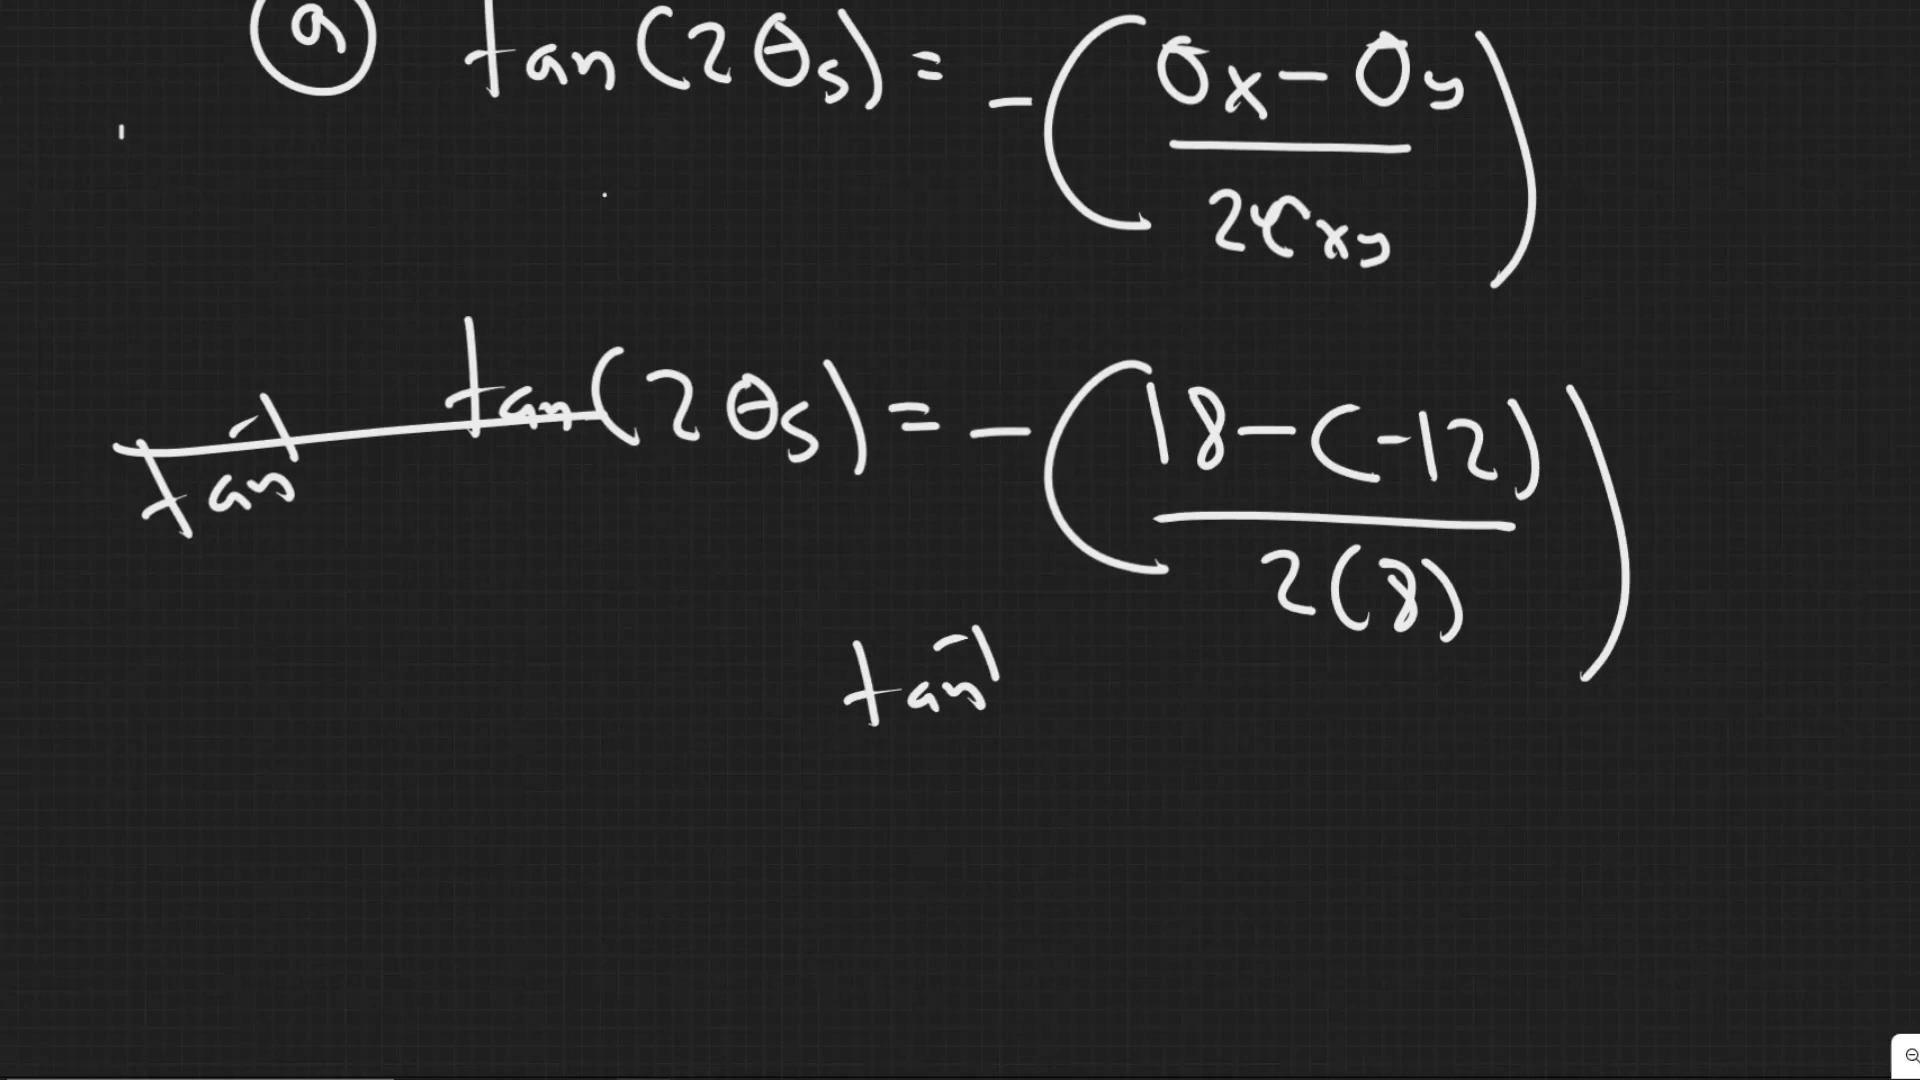 (a) tan(2θs) = -((σx - σy) / 2τxy)
tan⁻¹ tan(2θs) = -((18 - (-12)) / 2(8))
tan⁻¹